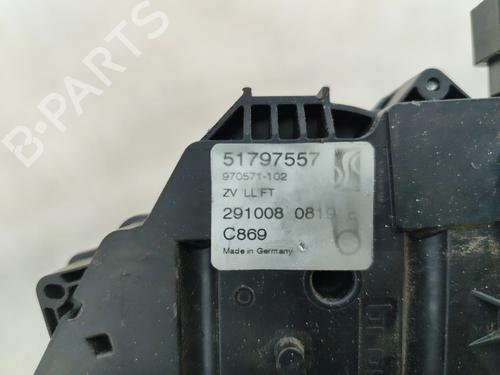 B-PARTS
51797557
970571-102
ZV LL FT
291008 0819
C869
Made in Germany